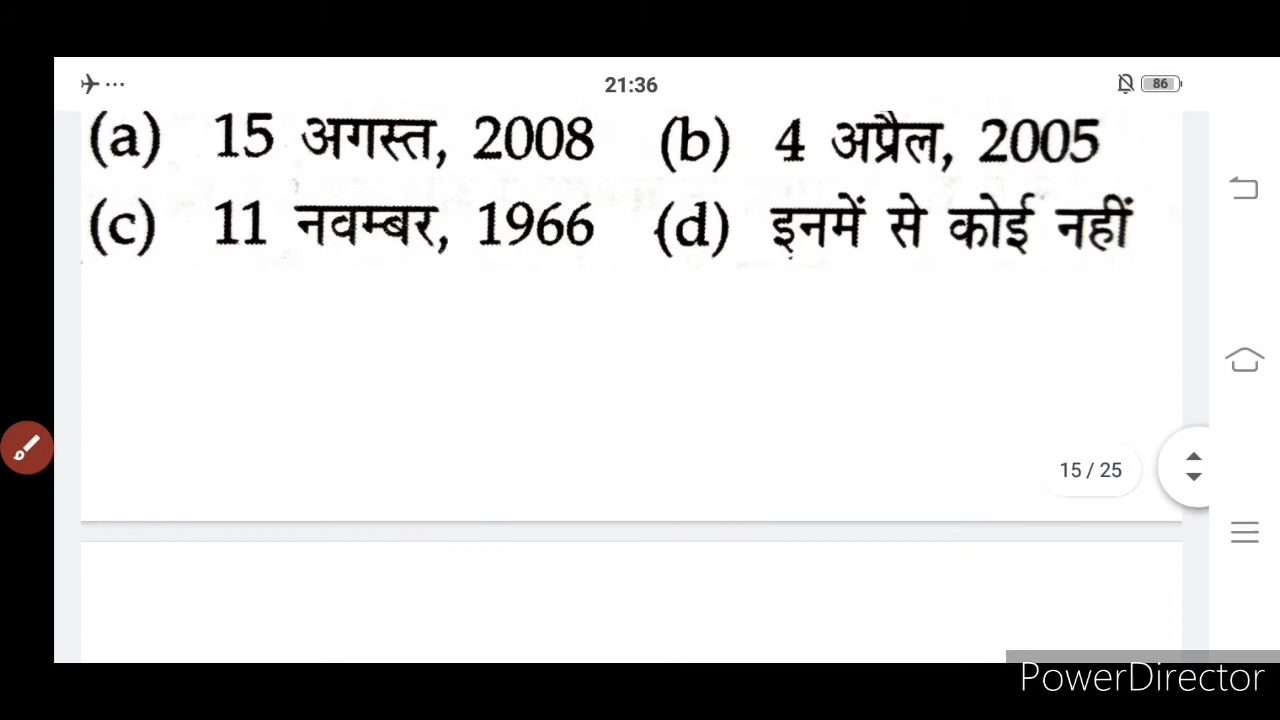 21:36 86
(a) 15 अगस्त, 2008 (b) 4 अप्रैल, 2005
(c) 11 नवम्बर, 1966 (d) इनमें से कोई नहीं
15 / 25
PowerDirector